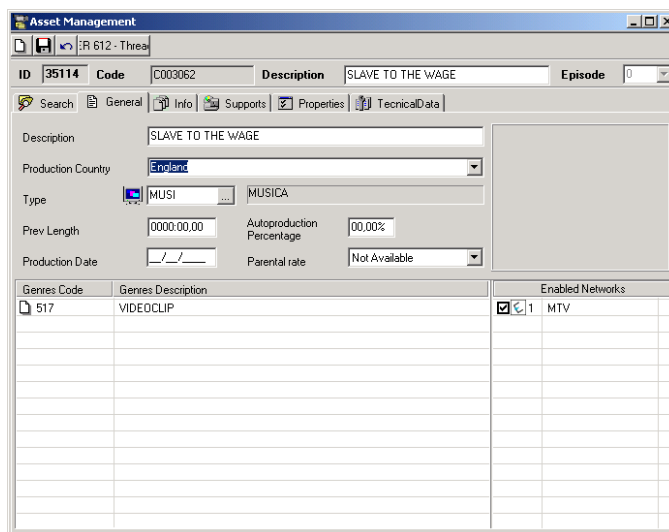 Asset Management
ER 612 - Threa
ID 35114 Code C003062 Description SLAVE TO THE WAGE Episode 0
Search General Info Supports Properties TecnicalData
Description SLAVE TO THE WAGE
Production Country England
Type MUSI ... MUSICA
Prev Length 0000:00,00 Autoproduction Percentage 00,00%
Production Date __/__/____ Parental rate Not Available
Genres Code Genres Description Enabled Networks
517 VIDEOCLIP 1 MTV